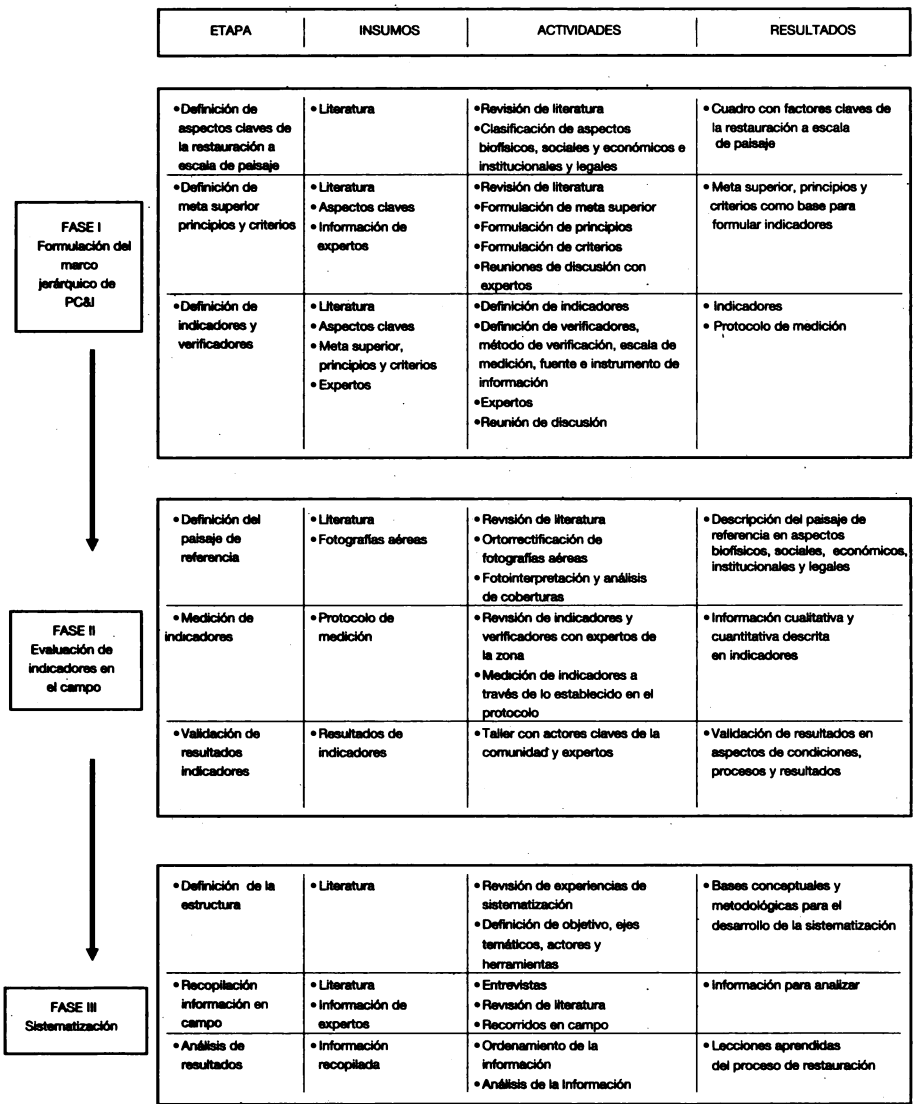 ETAPA
INSUMOS
ACTIVIDADES
RESULTADOS
FASE I
Formulación del
marco
jerárquico de
PC&I
• Definición de
aspectos claves de
la restauración a
escala de paisaje
• Literatura
• Revisión de literatura
• Clasificación de aspectos
biofísicos, sociales y económicos e
institucionales y legales
• Cuadro con factores claves de
la restauración a escala
de paisaje
• Definición de
meta superior
principios y criterios
• Literatura
• Aspectos claves
• Información de
expertos
• Revisión de literatura
• Formulación de meta superior
• Formulación de principios
• Formulación de criterios
• Reuniones de discusión con
expertos
• Meta superior, principios y
criterios como base para
formular indicadores
• Definición de
indicadores y
verificadores
• Literatura
• Aspectos claves
• Meta superior,
principios y criterios
• Expertos
• Definición de indicadores
• Definición de verificadores,
método de verificación, escala de
medición, fuente e instrumento de
información
• Expertos
• Reunión de discusión
• Indicadores
• Protocolo de medición
FASE II
Evaluación de
indicadores en
el campo
• Definición del
paisaje de
referencia
• Literatura
• Fotografías aéreas
• Revisión de literatura
• Ortorrectificación de
fotografías aéreas
• Fotointerpretación y análisis
de coberturas
• Descripción del paisaje de
referencia en aspectos
biofísicos, sociales, económicos,
institucionales y legales
• Medición de
indicadores
• Protocolo de
medición
• Revisión de indicadores y
verificadores con expertos de
la zona
• Medición de indicadores a
través de lo establecido en el
protocolo
• Información cualitativa y
cuantitativa descrita
en indicadores
• Validación de
resultados
indicadores
• Resultados de
indicadores
• Taller con actores claves de la
comunidad y expertos
• Validación de resultados en
aspectos de condiciones,
procesos y resultados
FASE III
Sistematización
• Definición de la
estructura
• Literatura
• Revisión de experiencias de
sistematización
• Definición de objetivo, ejes
temáticos, actores y
herramientas
• Bases conceptuales y
metodológicas para el
desarrollo de la sistematización
• Recopilación
información en
campo
• Literatura
• Información de
expertos
• Entrevistas
• Revisión de literatura
• Recorridos en campo
• Información para analizar
• Análisis de
resultados
• Información
recopilada
• Ordenamiento de la
información
• Análisis de la Información
• Lecciones aprendidas
del proceso de restauración